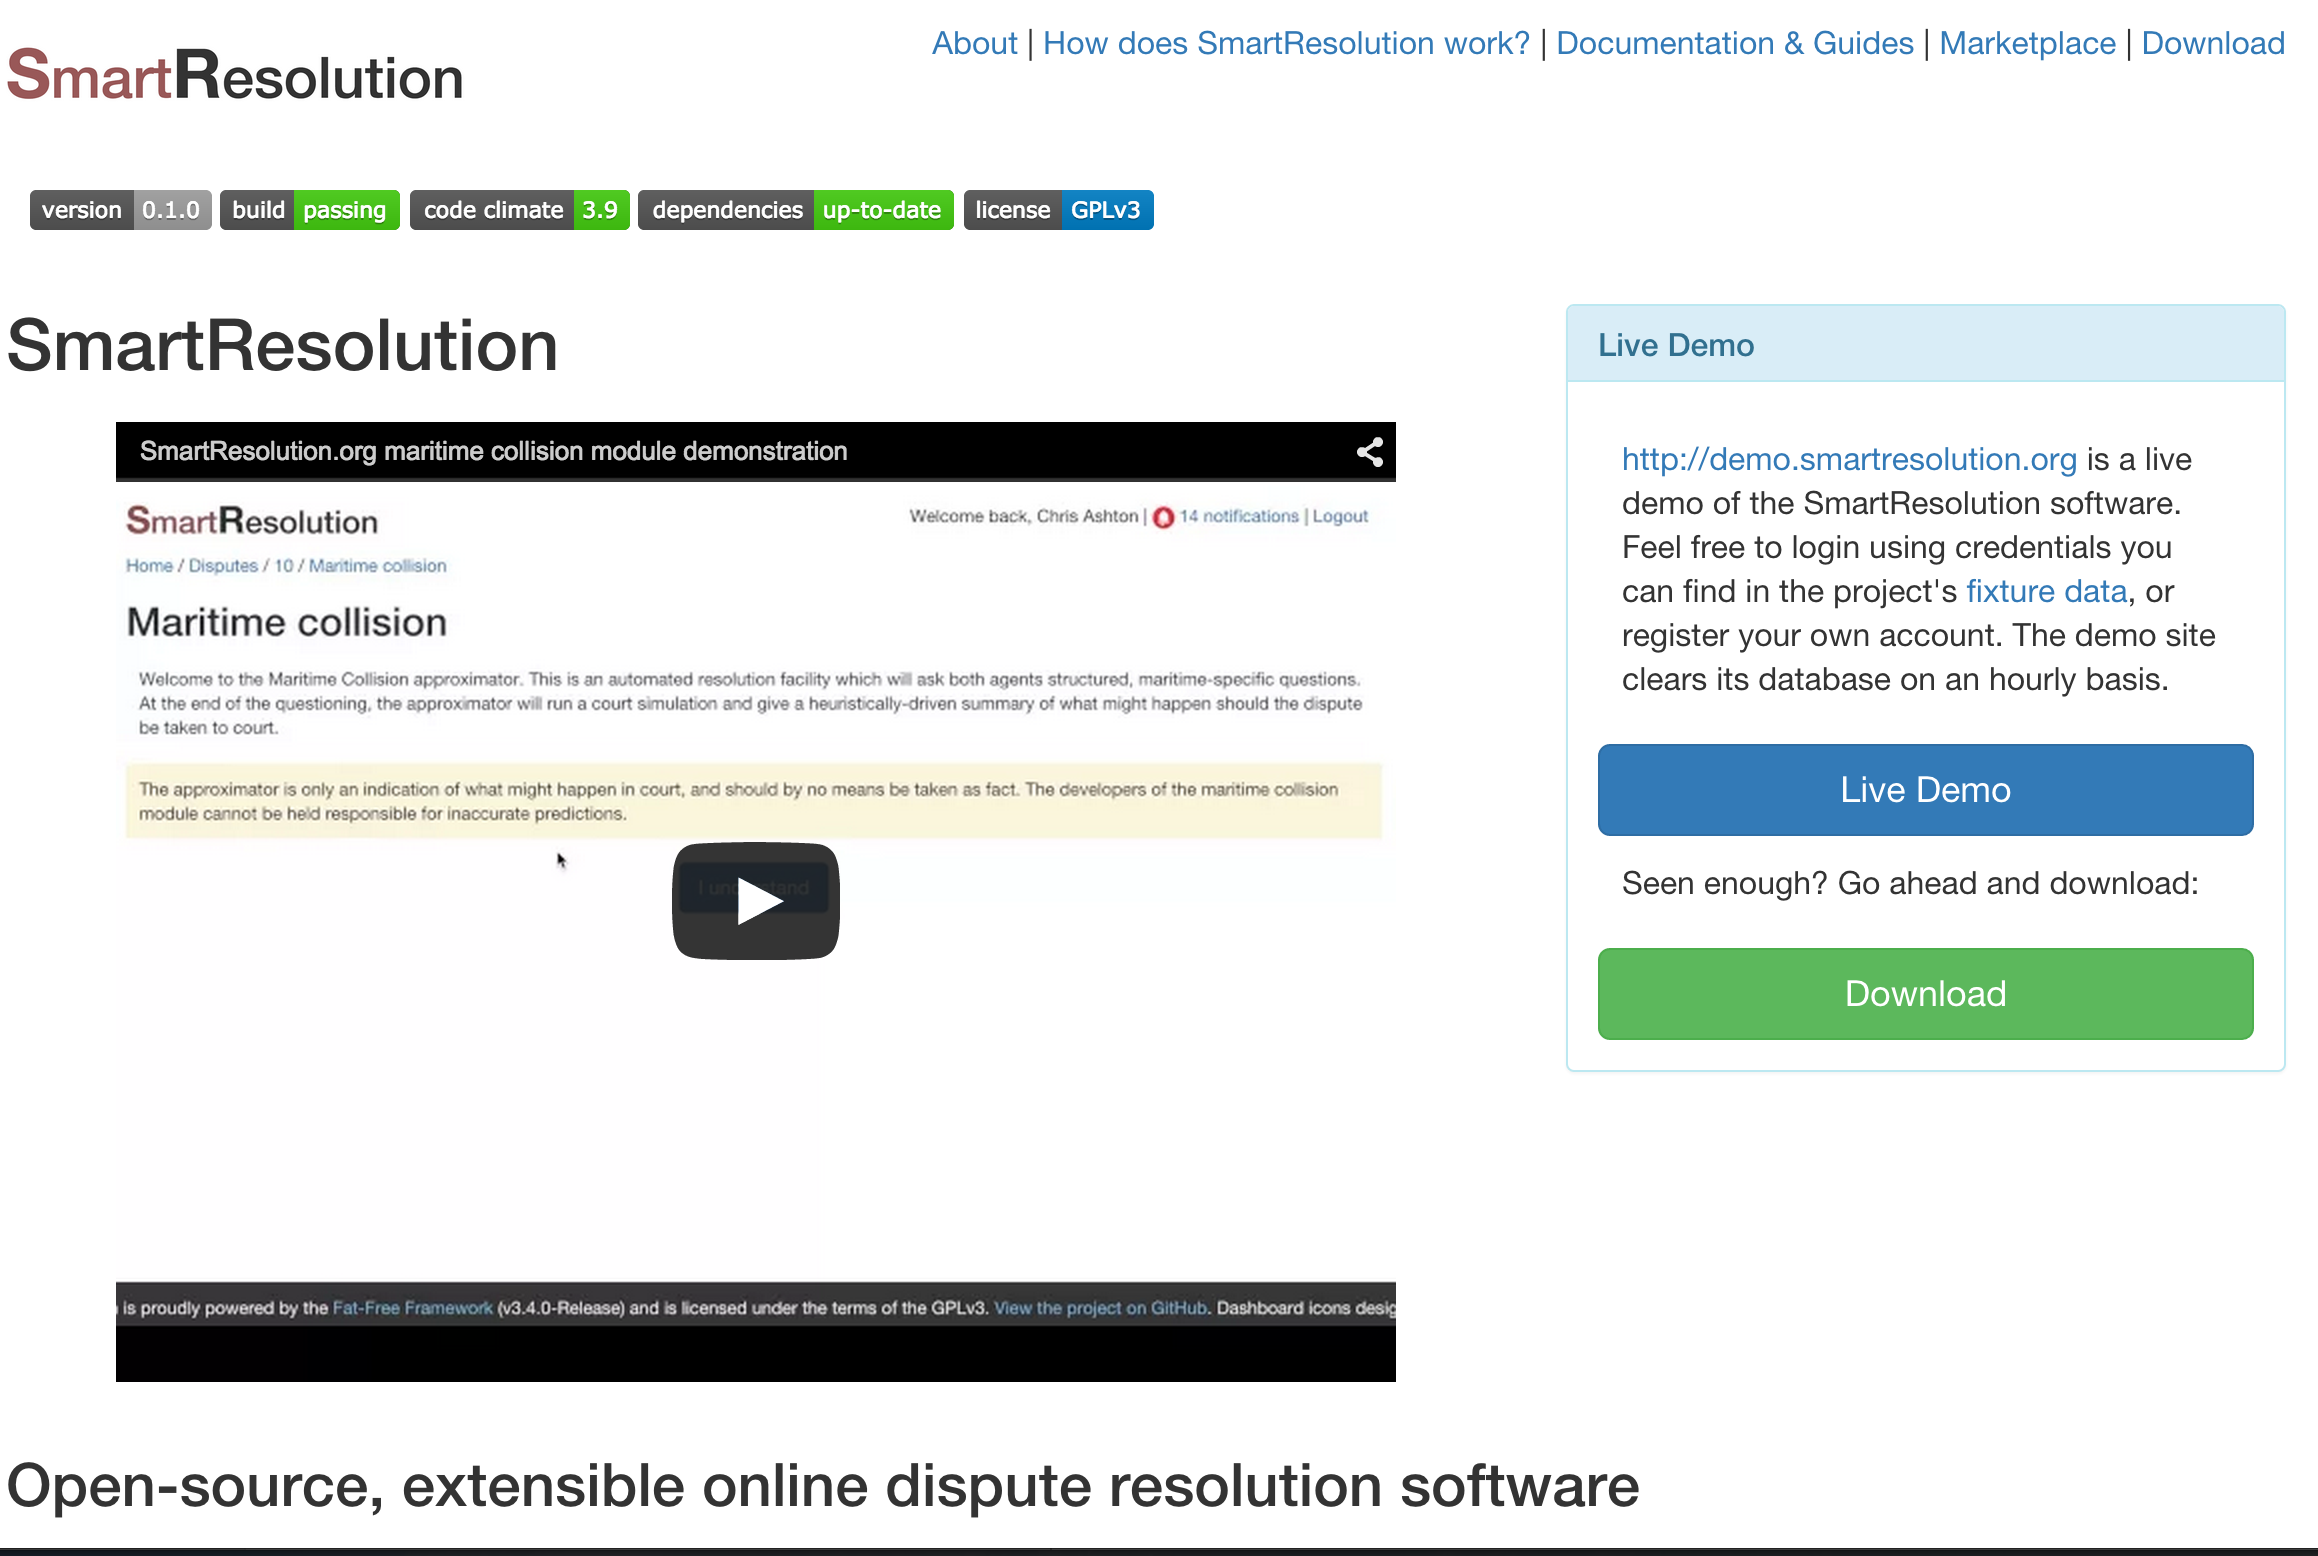 SmartResolution
About | How does SmartResolution work? | Documentation & Guides | Marketplace | Download
version 0.1.0 build passing code climate 3.9 dependencies up-to-date license GPLv3
SmartResolution
SmartResolution.org maritime collision module demonstration
SmartResolution
Welcome back, Chris Ashton | 14 notifications | Logout
Home / Disputes / 10 / Maritime collision
Maritime collision
Welcome to the Maritime Collision approximator. This is an automated resolution facility which will ask both agents structured, maritime-specific questions.
At the end of the questioning, the approximator will run a court simulation and give a heuristically-driven summary of what might happen should the dispute
be taken to court.
The approximator is only an indication of what might happen in court, and should by no means be taken as fact. The developers of the maritime collision
module cannot be held responsible for inaccurate predictions.
is proudly powered by the Fat-Free Framework (v3.4.0-Release) and is licensed under the terms of the GPLv3. View the project on GitHub. Dashboard icons desig
Live Demo
http://demo.smartresolution.org is a live
demo of the SmartResolution software.
Feel free to login using credentials you
can find in the project's fixture data, or
register your own account. The demo site
clears its database on an hourly basis.
Live Demo
Seen enough? Go ahead and download:
Download
Open-source, extensible online dispute resolution software